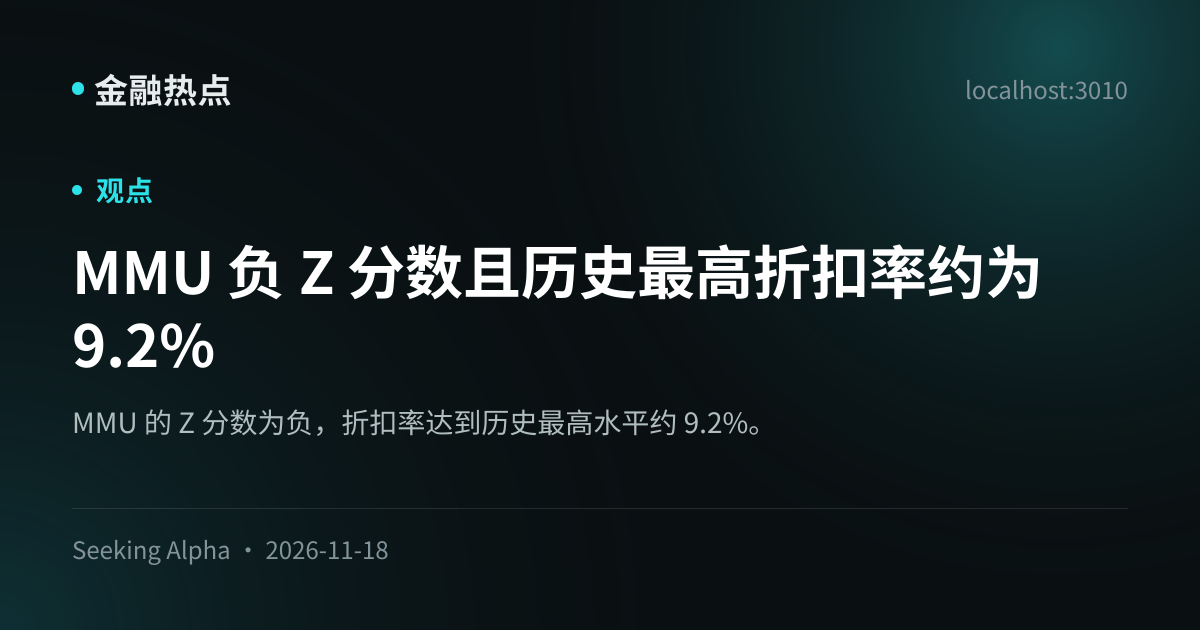 金融热点
localhost:3010
观点
MMU 负 Z 分数且历史最高折扣率约为
9.2%
MMU 的 Z 分数为负，折扣率达到历史最高水平约 9.2%。
Seeking Alpha • 2026-11-18